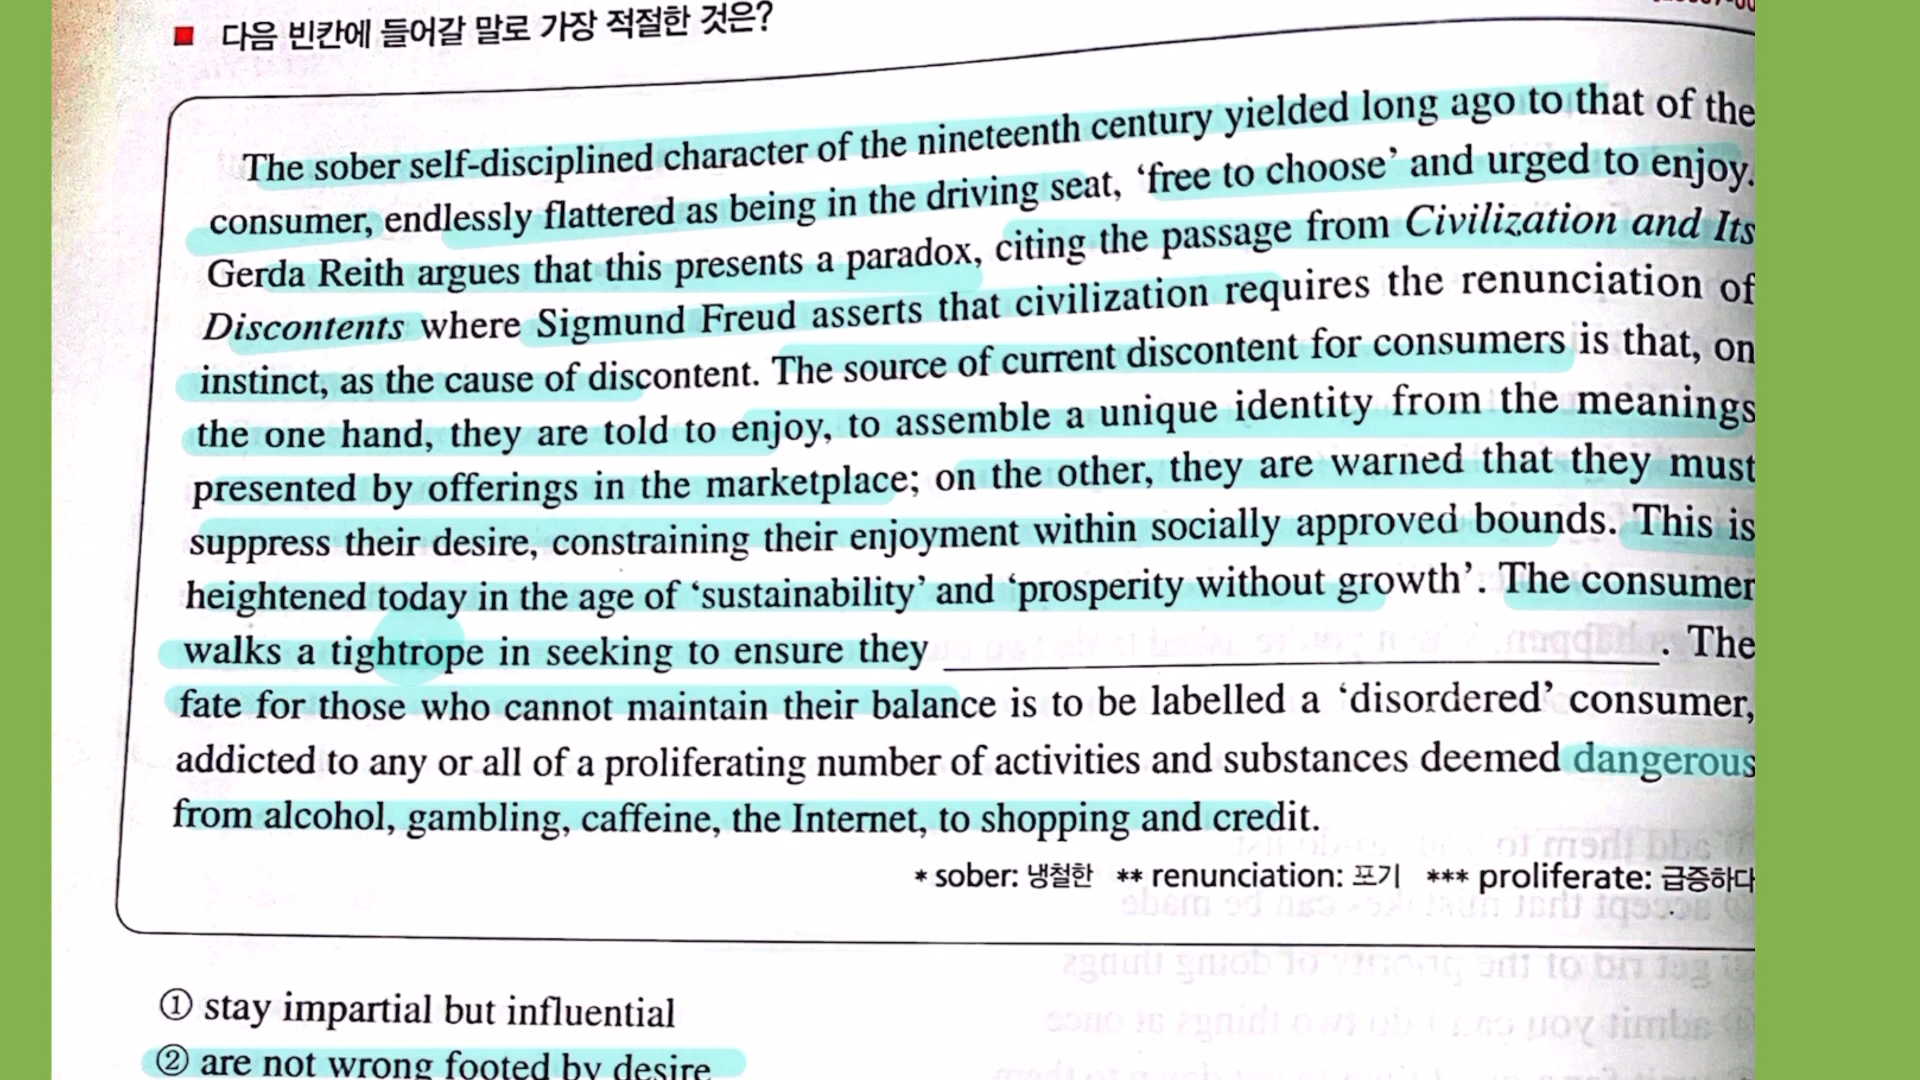 다음 빈칸에 들어갈 말로 가장 적절한 것은?
The sober self-disciplined character of the nineteenth century yielded long ago to that of the
consumer, endlessly flattered as being in the driving seat, ‘free to choose’ and urged to enjoy.
Gerda Reith argues that this presents a paradox, citing the passage from Civilization and Its
Discontents where Sigmund Freud asserts that civilization requires the renunciation of
instinct, as the cause of discontent. The source of current discontent for consumers is that, on
the one hand, they are told to enjoy, to assemble a unique identity from the meanings
presented by offerings in the marketplace; on the other, they are warned that they must
suppress their desire, constraining their enjoyment within socially approved bounds. This is
heightened today in the age of ‘sustainability’ and ‘prosperity without growth’. The consumer
walks a tightrope in seeking to ensure they ____________. The
fate for those who cannot maintain their balance is to be labelled a ‘disordered’ consumer,
addicted to any or all of a proliferating number of activities and substances deemed dangerous
from alcohol, gambling, caffeine, the Internet, to shopping and credit.
* sober: 냉철한 ** renunciation: 포기 *** proliferate: 급증하다
① stay impartial but influential
② are not wrong footed by desire